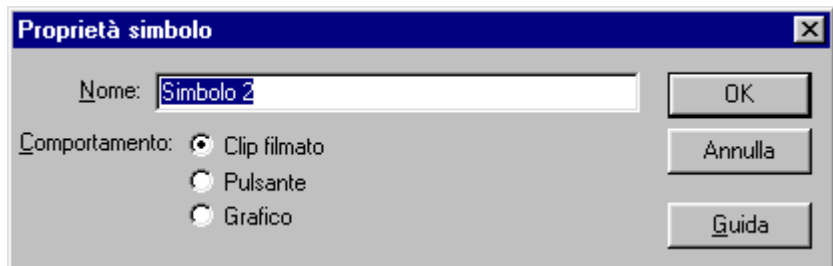 Proprietà simbolo
Nome: Simbolo 2
OK
Comportamento: Clip filmato
Annulla
Pulsante
Grafico
Guida